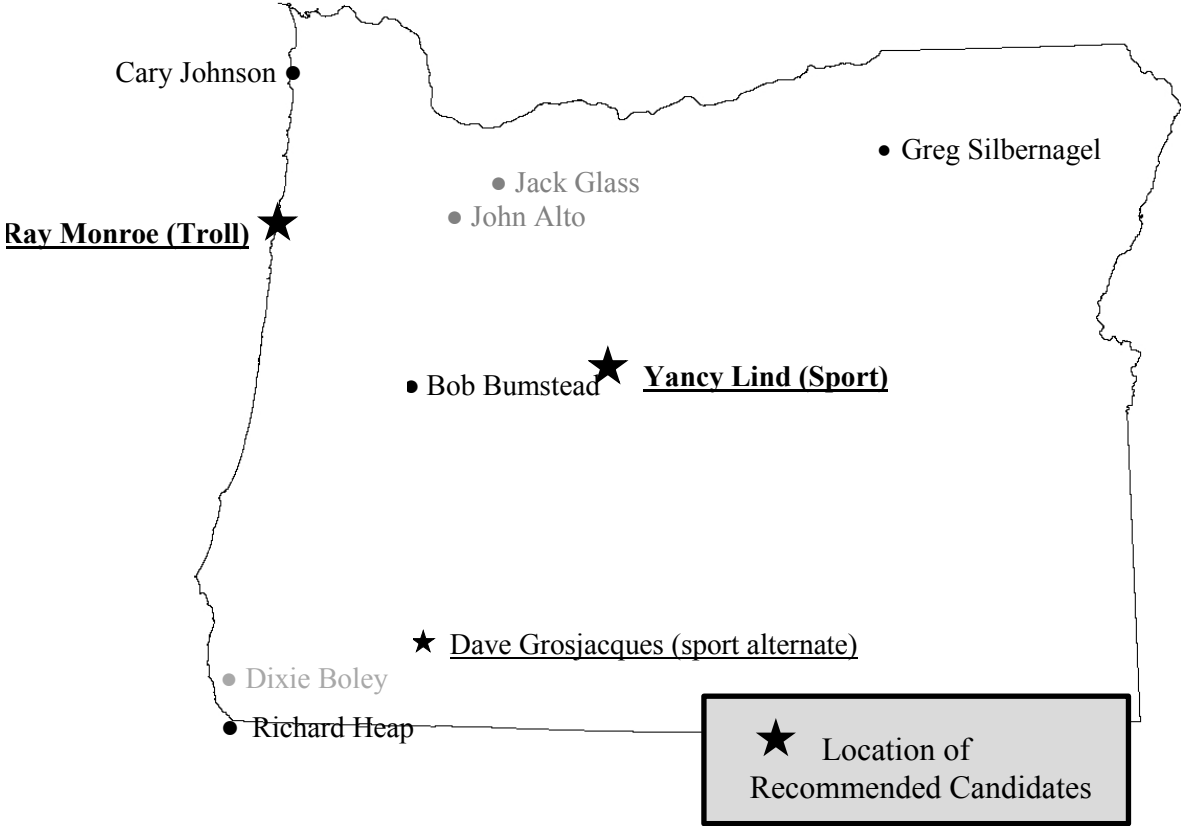 Cary Johnson
Greg Silbernagel
Jack Glass
John Alto
Ray Monroe (Troll)
Bob Bumstead
Yancy Lind (Sport)
Dave Grosjacques (sport alternate)
Dixie Boley
Richard Heap
Location of
Recommended Candidates